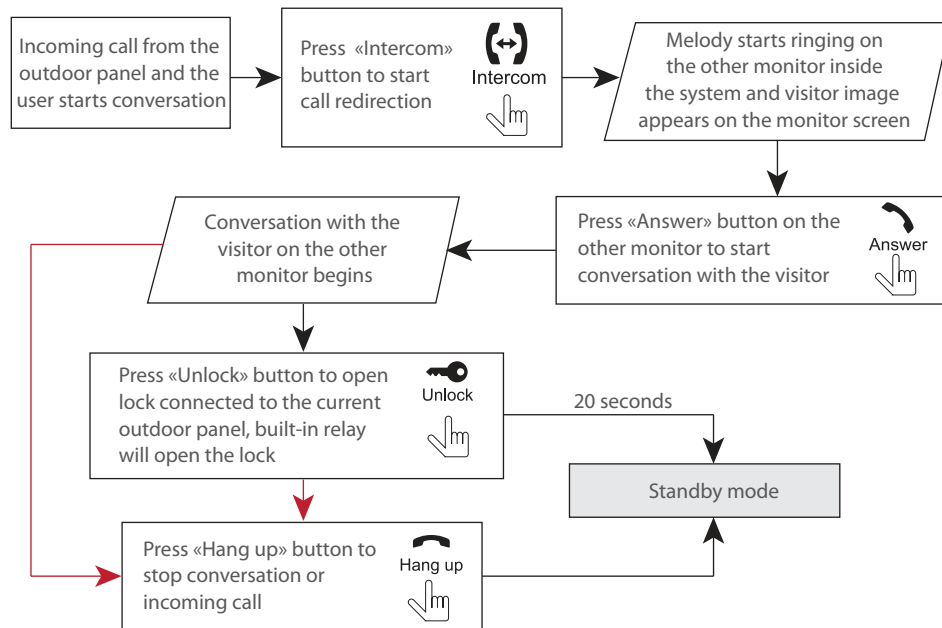 Incoming call from the
outdoor panel and the
user starts conversation
Press «Intercom»
button to start
call redirection
Intercom
Melody starts ringing on
the other monitor inside
the system and visitor image
appears on the monitor screen
Press «Answer» button on the
other monitor to start
conversation with the visitor
Answer
Conversation with the
visitor on the other
monitor begins
Press «Unlock» button to open
lock connected to the current
outdoor panel, built-in relay
will open the lock
Unlock
20 seconds
Standby mode
Press «Hang up» button to
stop conversation or
incoming call
Hang up